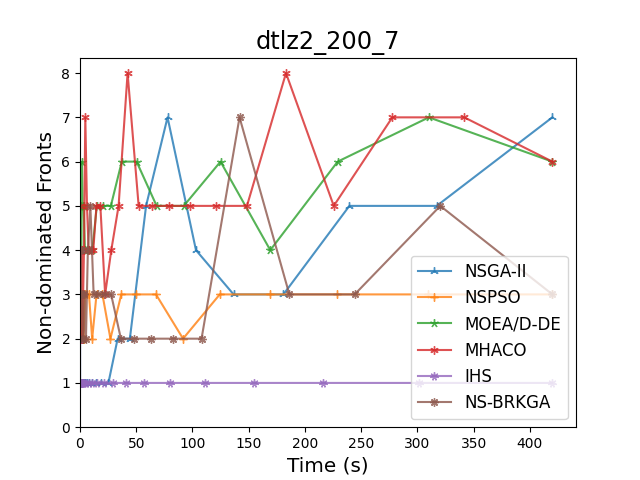 dtlz2_200_7
Non-dominated Fronts
8
7
6
5
4
3
2
1
0
0 50 100 150 200 250 300 350 400
Time (s)
NSGA-II
NSPSO
MOEA/D-DE
MHACO
IHS
NS-BRKGA